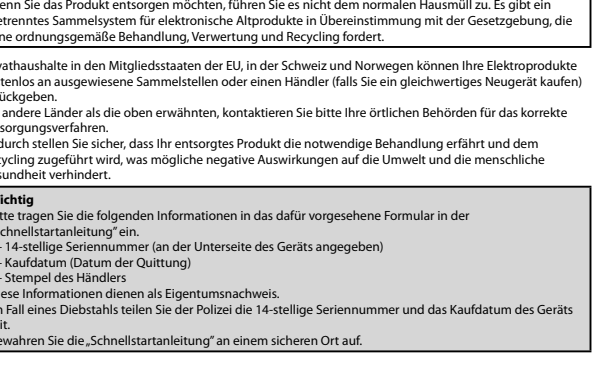 enn Sie das Produkt entsorgen möchten, führen Sie es nicht dem normalen Hausmüll zu. Es gibt ein
etrenntes Sammelsystem für elektronische Altprodukte in Übereinstimmung mit der Gesetzgebung, die
ne ordnungsgemäße Behandlung, Verwertung und Recycling fordert.
vathaushalte in den Mitgliedsstaaten der EU, in der Schweiz und Norwegen können Ihre Elektroprodukte
tenlos an ausgewiesene Sammelstellen oder einen Händler (falls Sie ein gleichwertiges Neugerät kaufen)
ückgeben.
andere Länder als die oben erwähnten, kontaktieren Sie bitte Ihre örtlichen Behörden für das korrekte
sorgungsverfahren.
durch stellen Sie sicher, dass Ihr entsorgtes Produkt die notwendige Behandlung erfährt und dem
cycling zugeführt wird, was mögliche negative Auswirkungen auf die Umwelt und die menschliche
sundheit verhindert.
ichtig
tte tragen Sie die folgenden Informationen in das dafür vorgesehene Formular in der
chnellstartanleitung” ein.
- 14-stellige Seriennummer (an der Unterseite des Geräts angegeben)
- Kaufdatum (Datum der Quittung)
- Stempel des Händlers
ese Informationen dienen als Eigentumsnachweis.
n Fall eines Diebstahls teilen Sie der Polizei die 14-stellige Seriennummer und das Kaufdatum des Geräts
it.
ewahren Sie die „Schnellstartanleitung” an einem sicheren Ort auf.